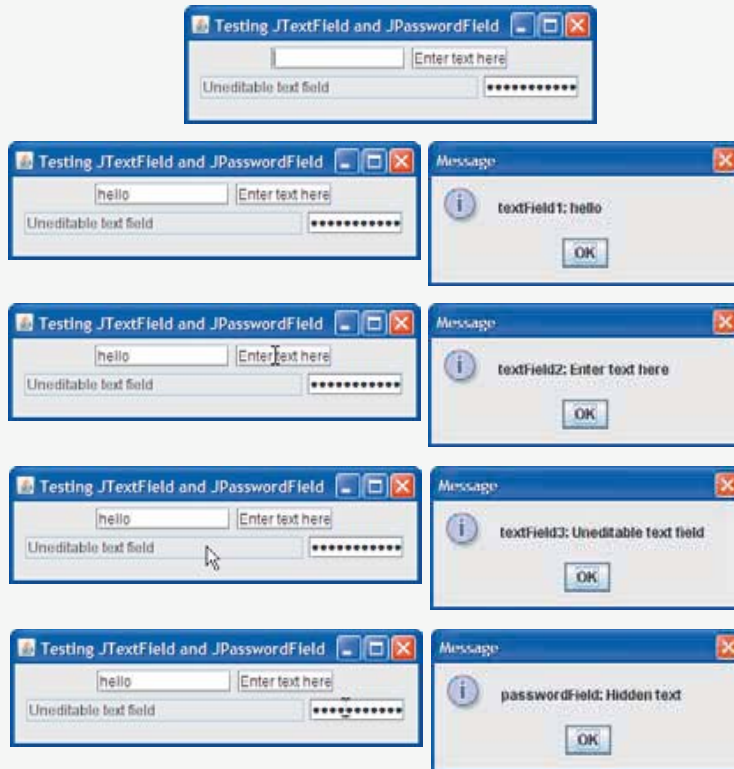 Testing JTextField and JPasswordField
Enter text here
Uneditable text field
•••••••••••
Testing JTextField and JPasswordField
hello
Enter text here
Uneditable text field
•••••••••••
Message
textField1: hello
OK
Testing JTextField and JPasswordField
hello
Enter text here
Uneditable text field
•••••••••••
Message
textField2: Enter text here
OK
Testing JTextField and JPasswordField
hello
Enter text here
Uneditable text field
•••••••••••
Message
textField3: Uneditable text field
OK
Testing JTextField and JPasswordField
hello
Enter text here
Uneditable text field
•••••••••••
Message
passwordField: Hidden text
OK